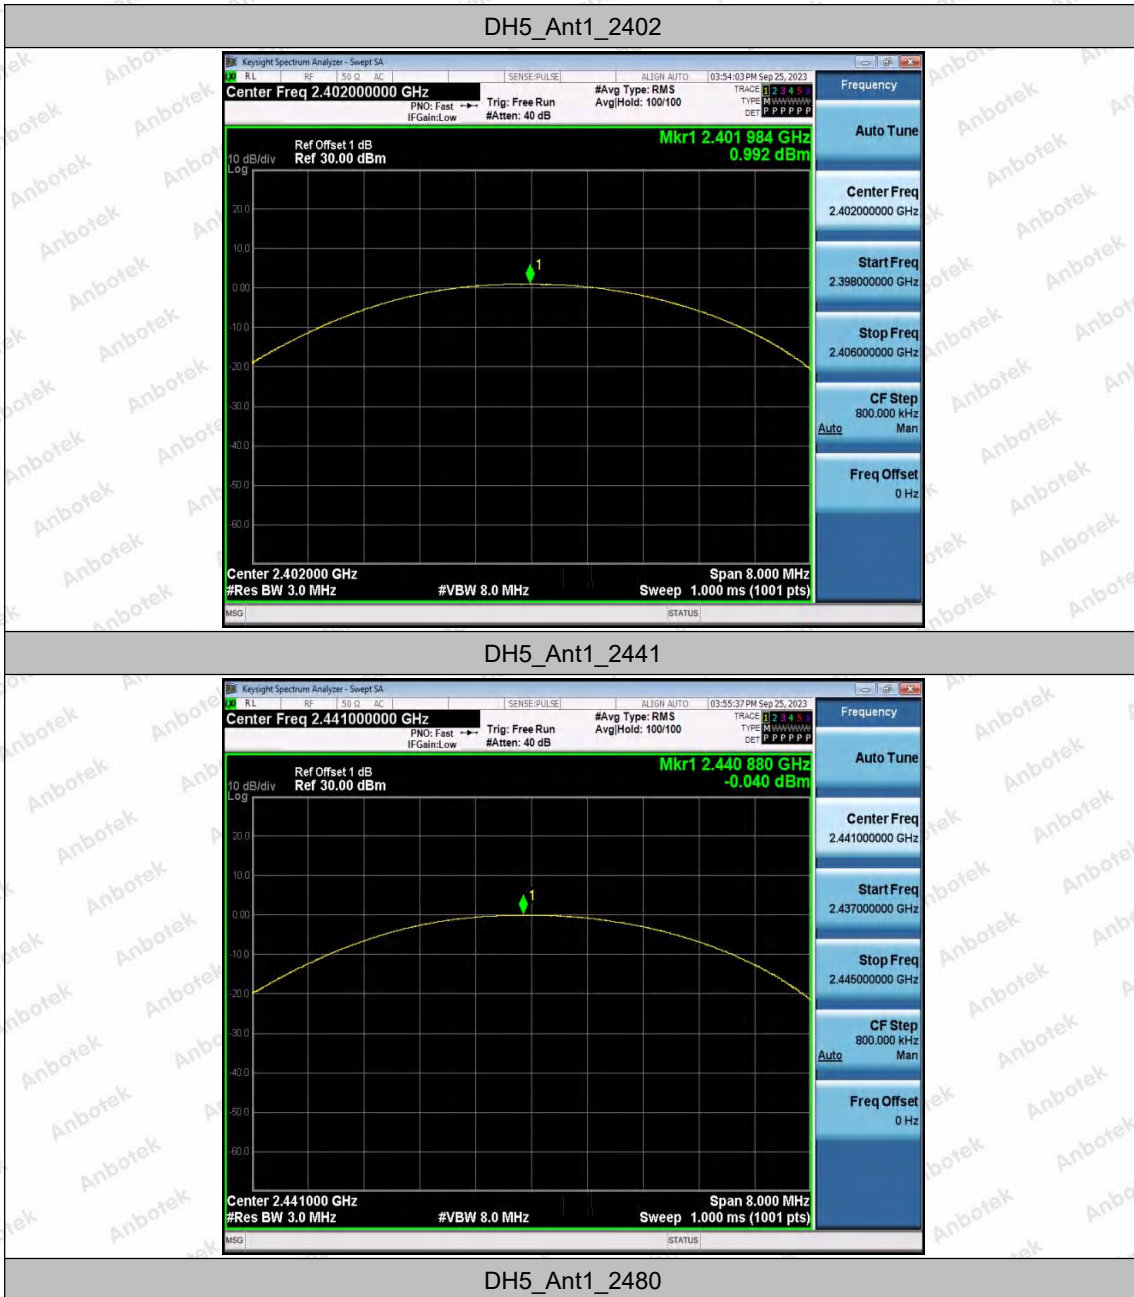 DH5_Ant1_2402
Keysight Spectrum Analyzer - Swept SA
RL RF 50 Ω AC SENSE:PULSE ALIGN AUTO 03:54:03 PM Sep 25, 2023
Center Freq 2.402000000 GHz
PNO: Fast
IFGain:Low
Trig: Free Run
#Atten: 40 dB
#Avg Type: RMS
Avg|Hold: 100/100
TRACE 1 2 3 4 5 6
TYPE M WWWWW
DET P P P P P P
Frequency
Auto Tune
Mkr1 2.401 984 GHz
0.992 dBm
Ref Offset 1 dB
10 dB/div Ref 30.00 dBm
Log
20.0
10.0
0.00
-10.0
-20.0
-30.0
-40.0
-50.0
-60.0
1
Center Freq
2.402000000 GHz
Start Freq
2.398000000 GHz
Stop Freq
2.406000000 GHz
CF Step
800.000 kHz
Auto Man
Freq Offset
0 Hz
Center 2.402000 GHz Span 8.000 MHz
#Res BW 3.0 MHz #VBW 8.0 MHz Sweep 1.000 ms (1001 pts)
MSG STATUS
DH5_Ant1_2441
Keysight Spectrum Analyzer - Swept SA
RL RF 50 Ω AC SENSE:PULSE ALIGN AUTO 03:55:37 PM Sep 25, 2023
Center Freq 2.441000000 GHz
PNO: Fast
IFGain:Low
Trig: Free Run
#Atten: 40 dB
#Avg Type: RMS
Avg|Hold: 100/100
TRACE 1 2 3 4 5 6
TYPE M WWWWW
DET P P P P P P
Frequency
Auto Tune
Mkr1 2.440 880 GHz
-0.040 dBm
Ref Offset 1 dB
10 dB/div Ref 30.00 dBm
Log
20.0
10.0
0.00
-10.0
-20.0
-30.0
-40.0
-50.0
-60.0
1
Center Freq
2.441000000 GHz
Start Freq
2.437000000 GHz
Stop Freq
2.445000000 GHz
CF Step
800.000 kHz
Auto Man
Freq Offset
0 Hz
Center 2.441000 GHz Span 8.000 MHz
#Res BW 3.0 MHz #VBW 8.0 MHz Sweep 1.000 ms (1001 pts)
MSG STATUS
DH5_Ant1_2480
Anbotek